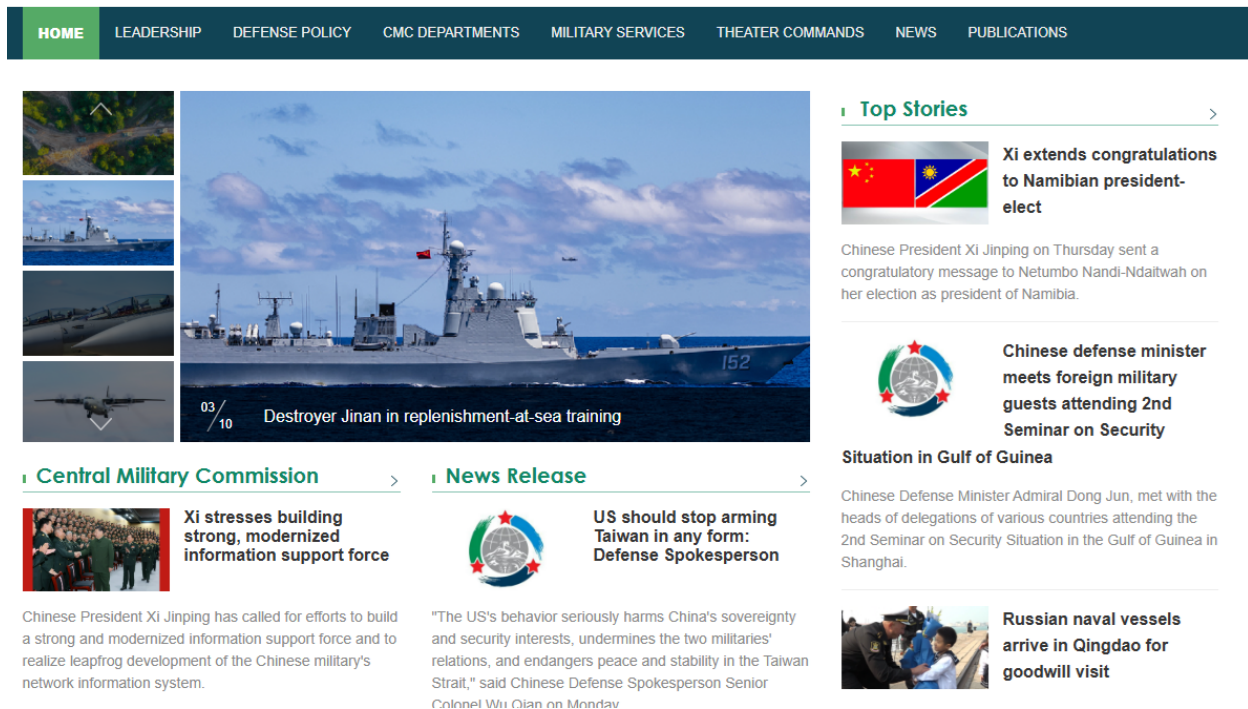 HOME LEADERSHIP DEFENSE POLICY CMC DEPARTMENTS MILITARY SERVICES THEATER COMMANDS NEWS PUBLICATIONS
152
03/10 Destroyer Jinan in replenishment-at-sea training
Central Military Commission
Xi stresses building
strong, modernized
information support force
Chinese President Xi Jinping has called for efforts to build
a strong and modernized information support force and to
realize leapfrog development of the Chinese military's
network information system.
News Release
US should stop arming
Taiwan in any form:
Defense Spokesperson
"The US's behavior seriously harms China's sovereignty
and security interests, undermines the two militaries'
relations, and endangers peace and stability in the Taiwan
Strait," said Chinese Defense Spokesperson Senior
Colonel Wu Qian on Monday
Top Stories
Xi extends congratulations
to Namibian president-
elect
Chinese President Xi Jinping on Thursday sent a
congratulatory message to Netumbo Nandi-Ndaitwah on
her election as president of Namibia.
Chinese defense minister
meets foreign military
guests attending 2nd
Seminar on Security
Situation in Gulf of Guinea
Chinese Defense Minister Admiral Dong Jun, met with the
heads of delegations of various countries attending the
2nd Seminar on Security Situation in the Gulf of Guinea in
Shanghai.
Russian naval vessels
arrive in Qingdao for
goodwill visit